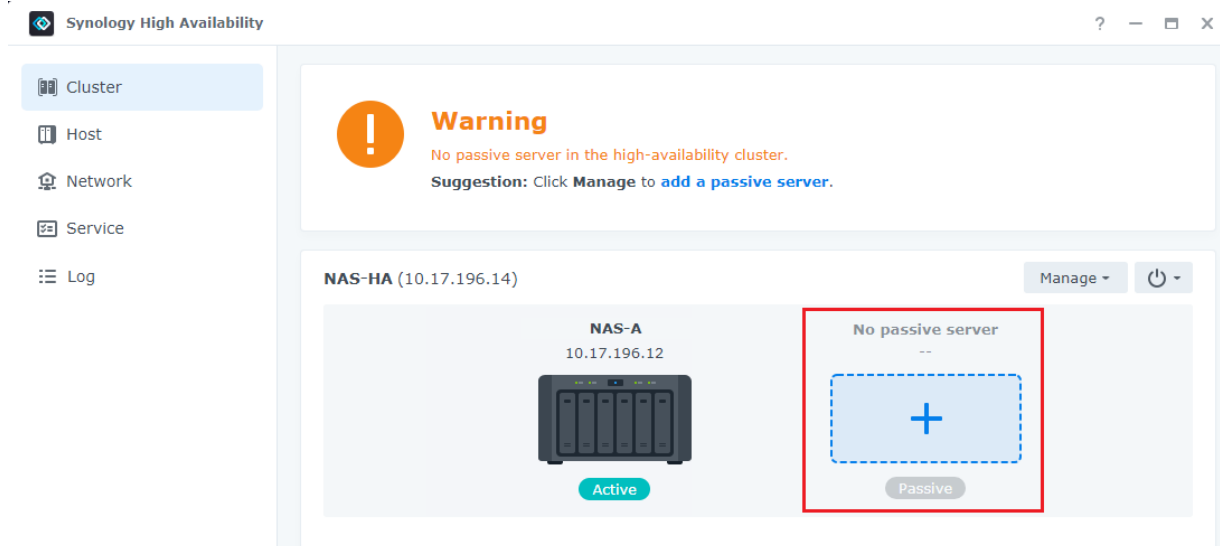 Synology High Availability
Cluster
Host
Network
Service
Log
Warning
No passive server in the high-availability cluster.
Suggestion: Click Manage to add a passive server.
NAS-HA (10.17.196.14)
Manage
NAS-A
10.17.196.12
Active
No passive server
--
Passive